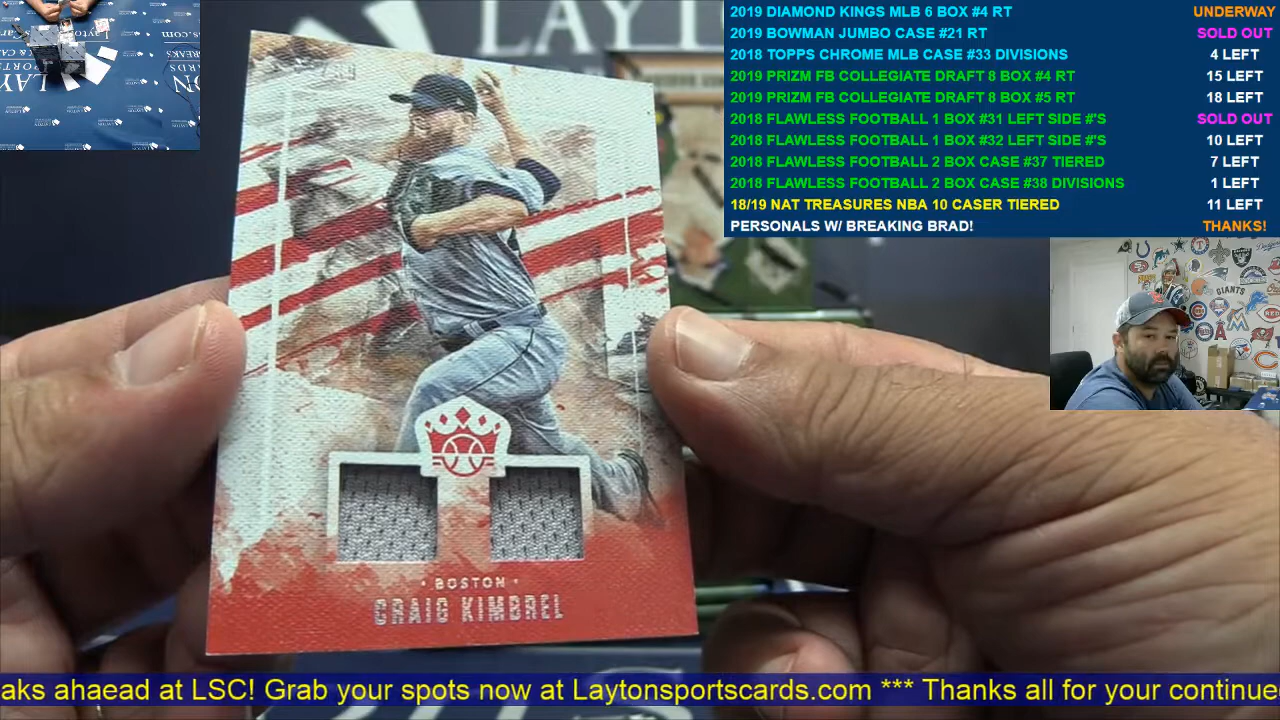 LAYT
2019 DIAMOND KINGS MLB 6 BOX #4 RT UNDERWAY
2019 BOWMAN JUMBO CASE #21 RT SOLD OUT
2018 TOPPS CHROME MLB CASE #33 DIVISIONS 4 LEFT
2019 PRIZM FB COLLEGIATE DRAFT 8 BOX #4 RT 15 LEFT
2019 PRIZM FB COLLEGIATE DRAFT 8 BOX #5 RT 18 LEFT
2018 FLAWLESS FOOTBALL 1 BOX #31 LEFT SIDE #'S SOLD OUT
2018 FLAWLESS FOOTBALL 1 BOX #32 LEFT SIDE #'S 10 LEFT
2018 FLAWLESS FOOTBALL 2 BOX CASE #37 TIERED 7 LEFT
2018 FLAWLESS FOOTBALL 2 BOX CASE #38 DIVISIONS 1 LEFT
18/19 NAT TREASURES NBA 10 CASER TIERED 11 LEFT
PERSONALS W/ BREAKING BRAD! THANKS!
GIANTS
BOSTON
CRAIG KIMBREL
aks ahaead at LSC! Grab your spots now at Laytonsportscards.com *** Thanks all for your continue